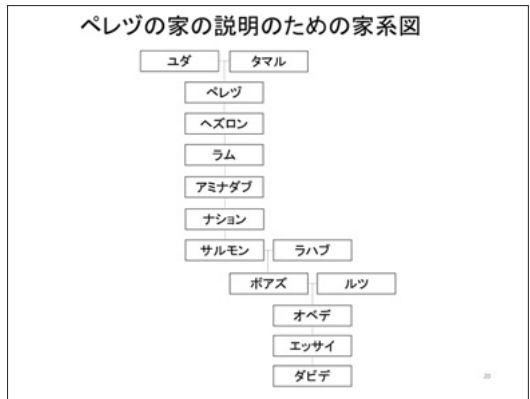 ペレヅの家の説明のための家系図
ユダ タマル
ペレヅ
ヘズロン
ラム
アミナダブ
ナション
サルモン ラハブ
ボアズ ルツ
オベデ
エッサイ
ダビデ